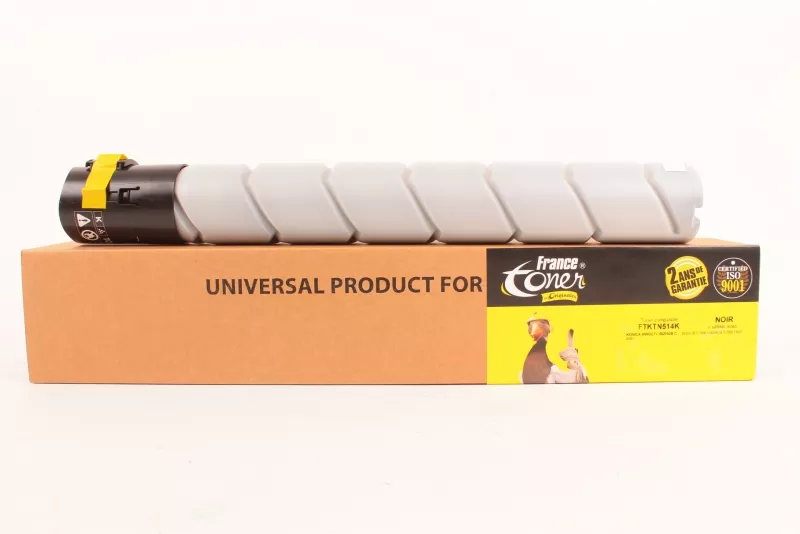 K
UNIVERSAL PRODUCT FOR
France ®
toner
2 ANS DE
GARANTIE
CERTIFIED
ISO
9001
FTKTN514K
NOIR